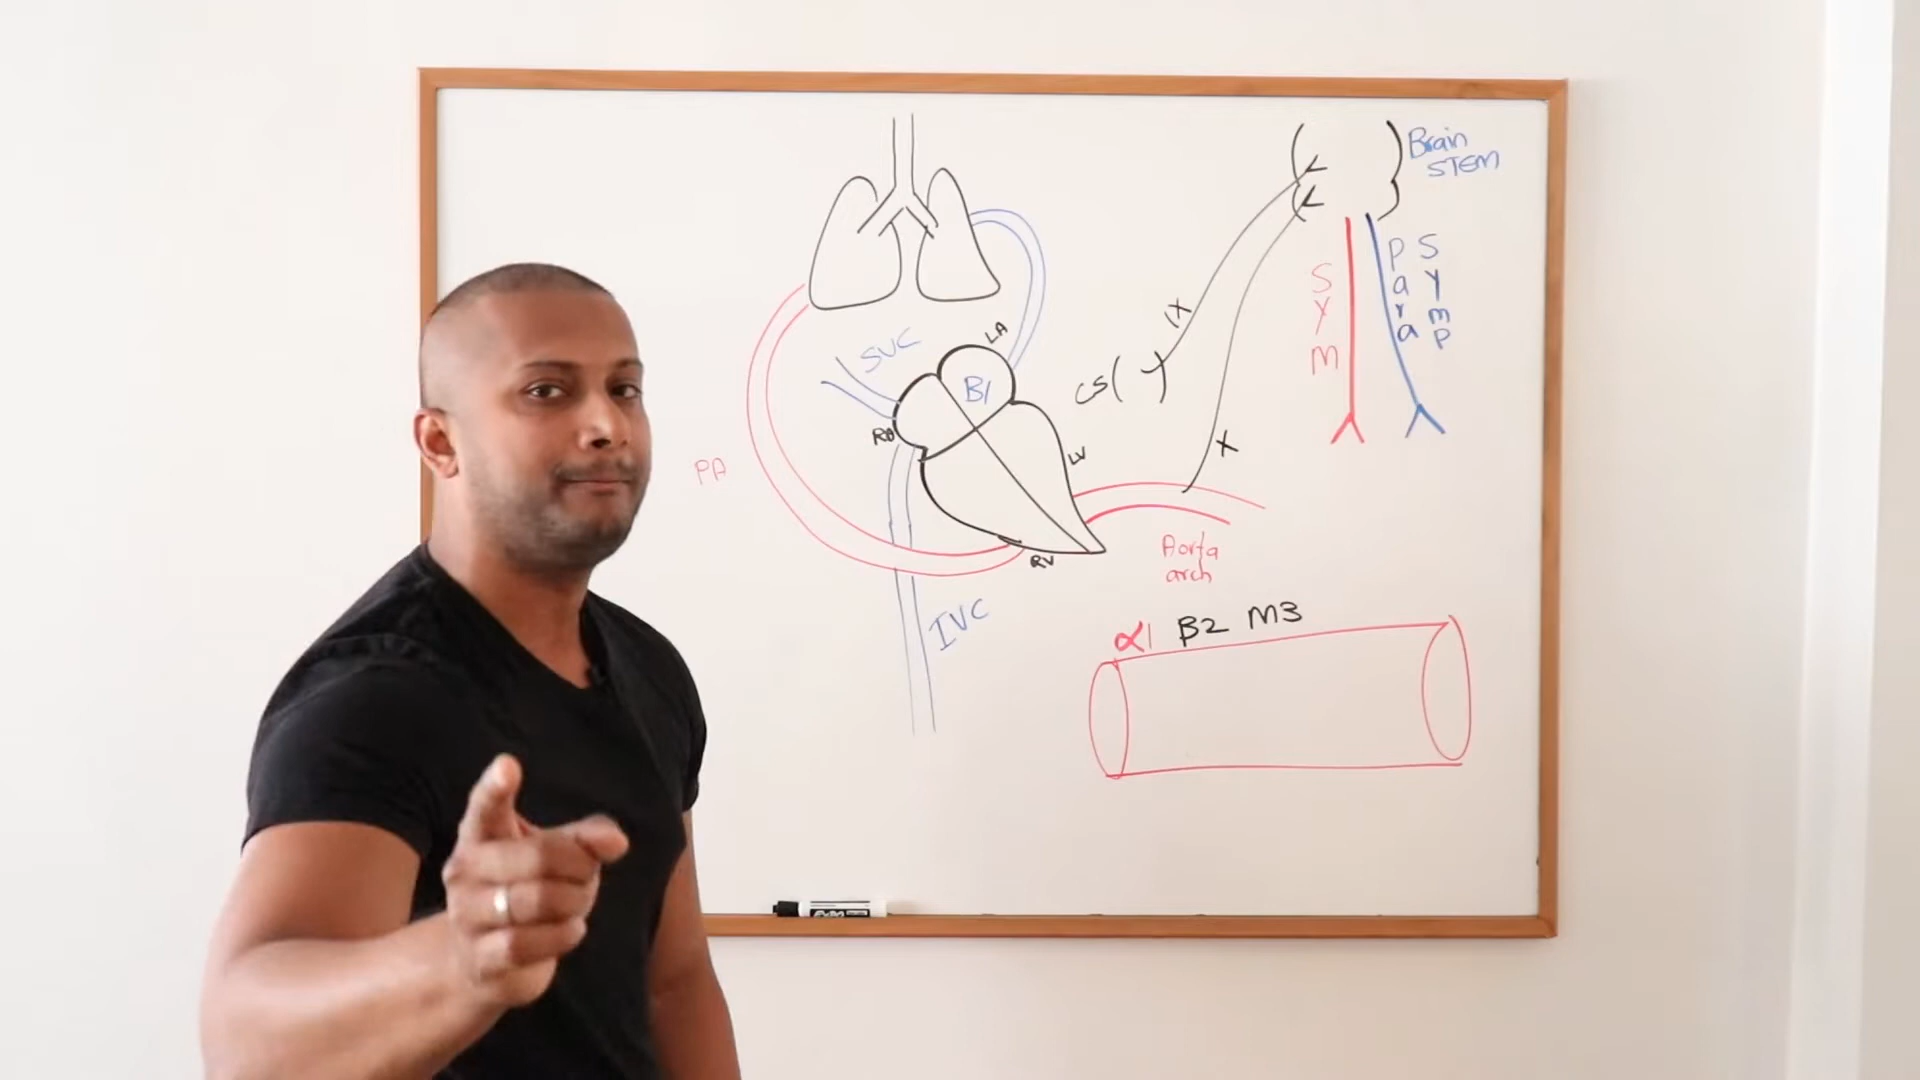 Brain
STEM
SYM
Para
Symp
IX
SVC
LA
B1
CS
RA
LV
X
PA
Aorta
arch
RV
IVC
α1 B2 M3